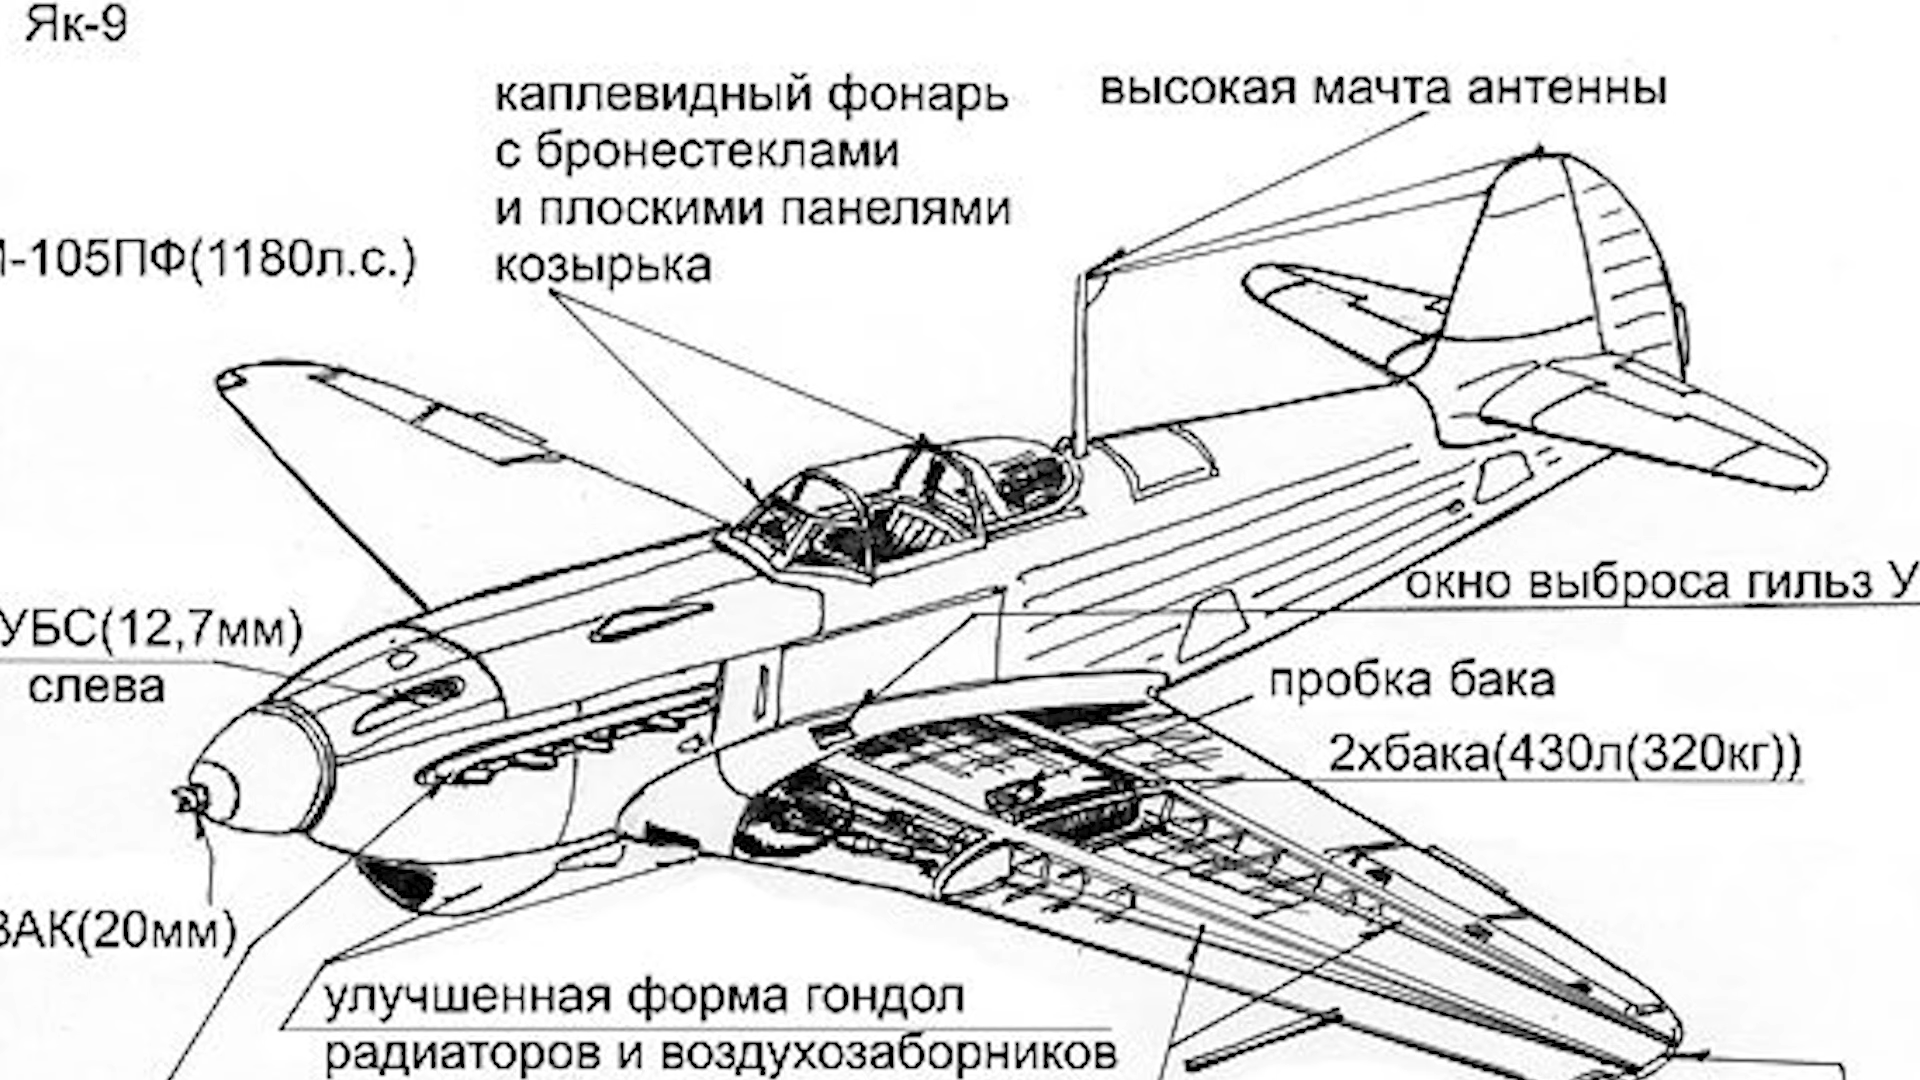 Як-9
каплевидный фонарь
с бронестеклами
и плоскими панелями
козырька
высокая мачта антенны
-105ПФ(1180л.с.)
УБС(12,7мм)
слева
окно выброса гильз У
пробка бака
2хбака(430л(320кг))
ВАК(20мм)
улучшенная форма гондол
радиаторов и воздухозаборников